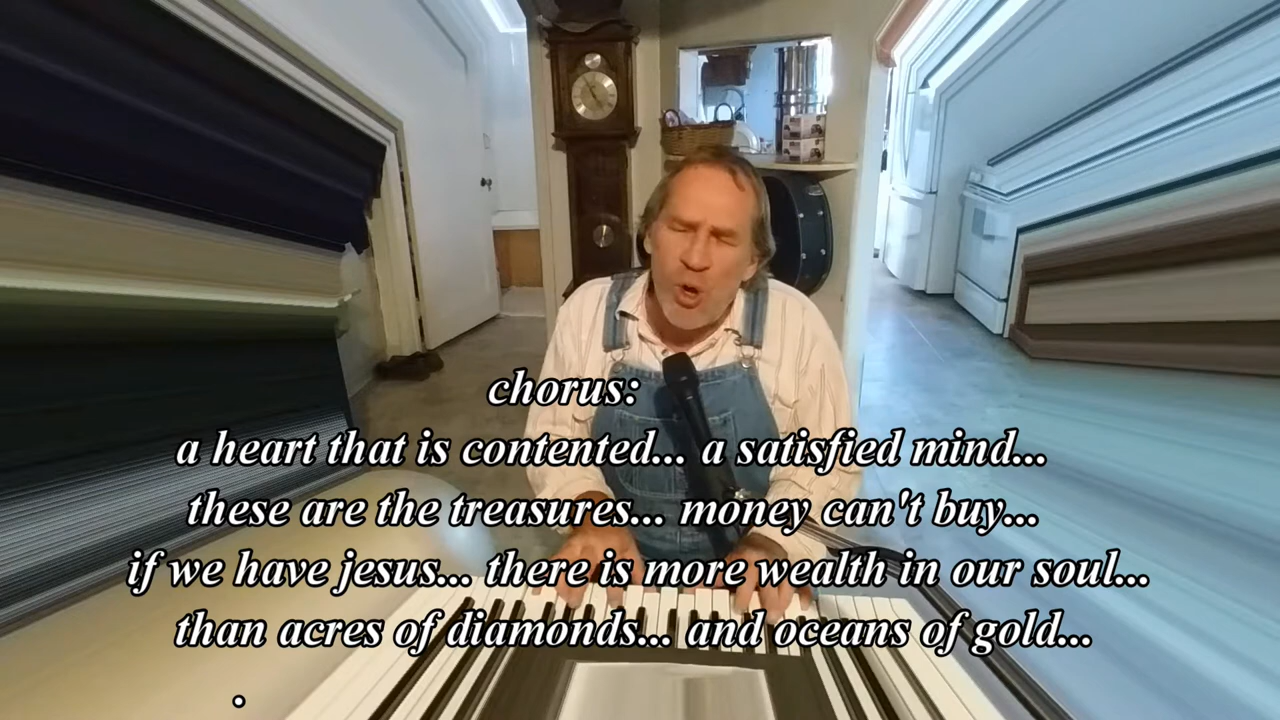 chorus:
a heart that is contented... a satisfied mind...
these are the treasures... money can't buy...
if we have jesus... there is more wealth in our soul...
than acres of diamonds... and oceans of gold...
.